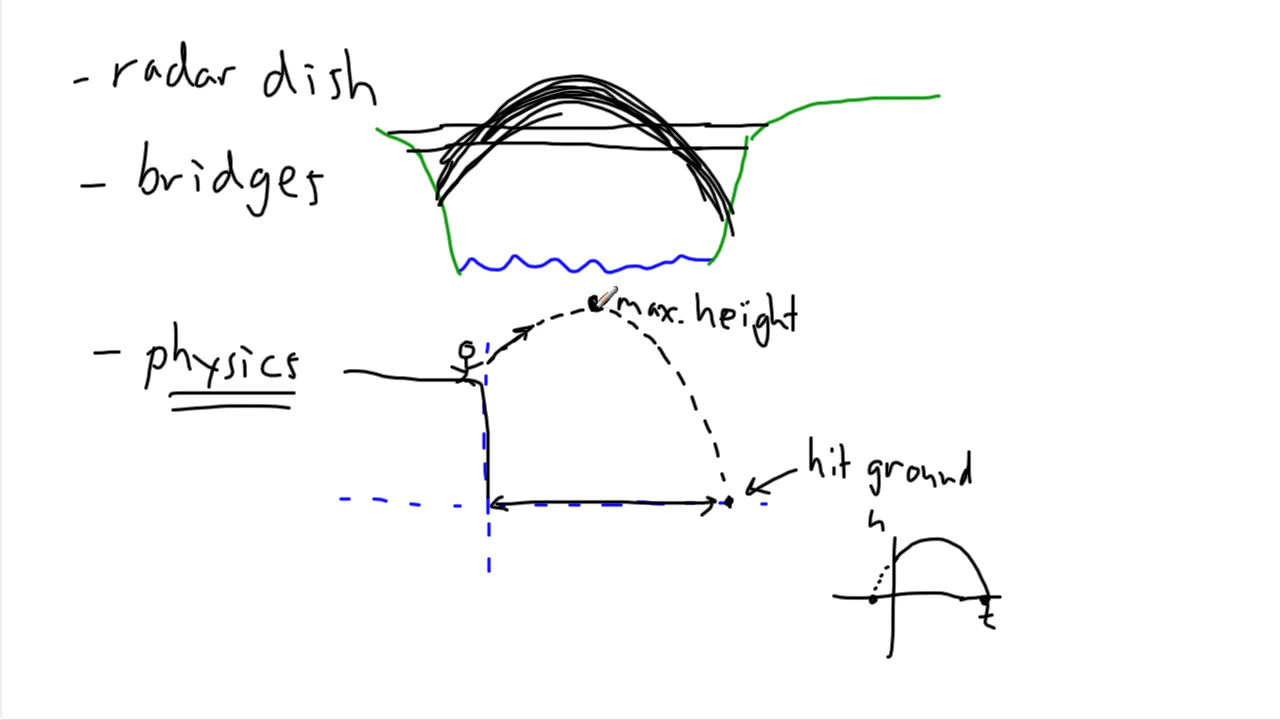 - radar dish
- bridges
max. height
- physics
hit ground
h
t